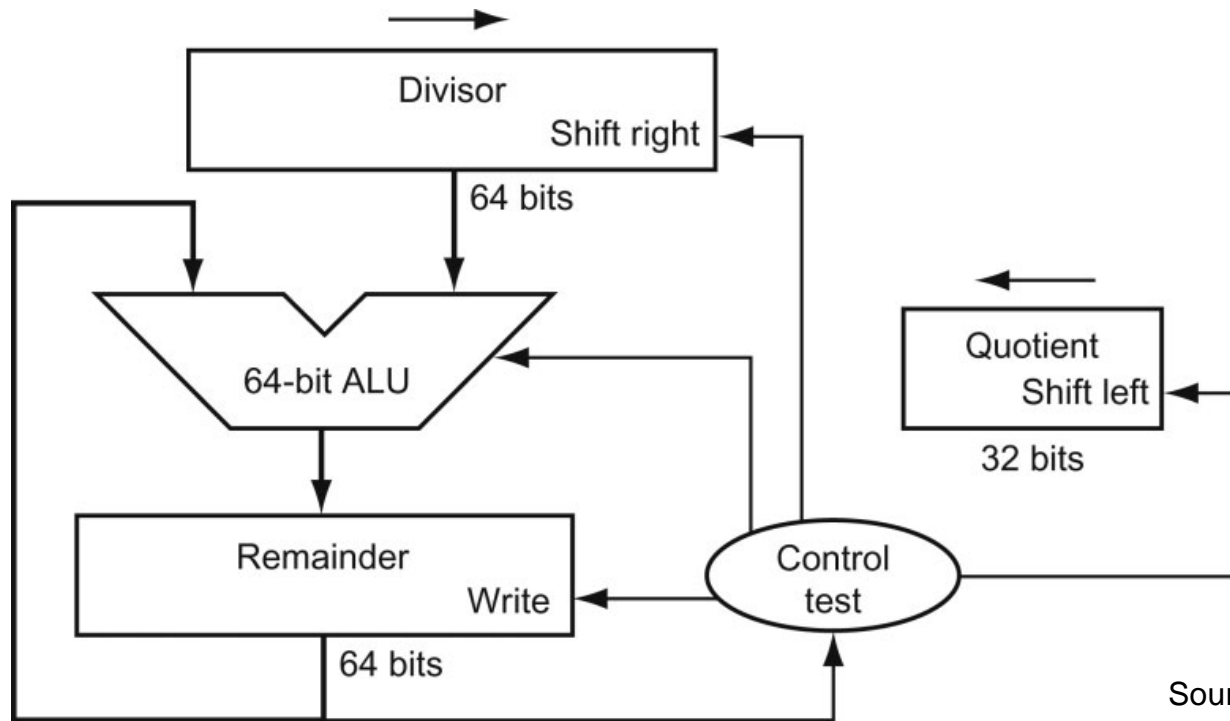 Divisor
Shift right
64 bits
64-bit ALU
Quotient
Shift left
32 bits
Remainder
Write
Control
test
64 bits